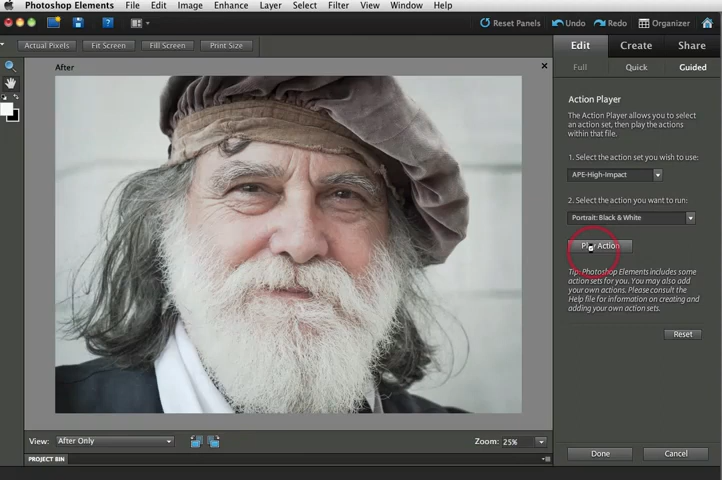 Photoshop Elements File Edit Image Enhance Layer Select Filter View Window Help
Reset Panels Undo Redo Organizer
Actual Pixels Fit Screen Fill Screen Print Size
Edit Create Share
Full Quick Guided
After
Action Player
The Action Player allows you to select
an action set, then play the actions
within that file.
1. Select the action set you wish to use:
APE-High-Impact
2. Select the action you want to run:
Portrait: Black & White
Play Action
Tip: Photoshop Elements includes some
action sets for you. You may also add
your own actions. Please consult the
Help file for information on creating and
adding your own action sets.
Reset
View: After Only Zoom: 25%
Done Cancel
PROJECT BIN